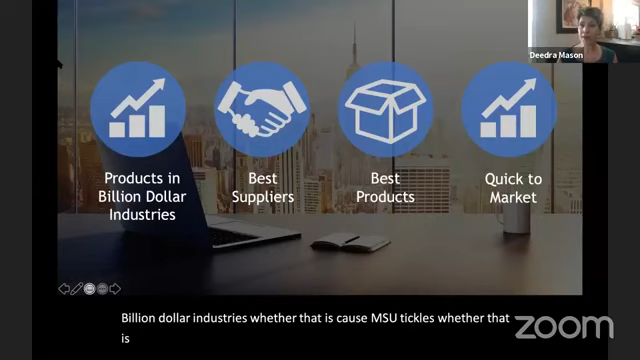 Deedra Mason
Products in
Billion Dollar
Industries
Best
Suppliers
Best
Products
Quick to
Market
Billion dollar industries whether that is cause MSU tickles whether that
is
zoom